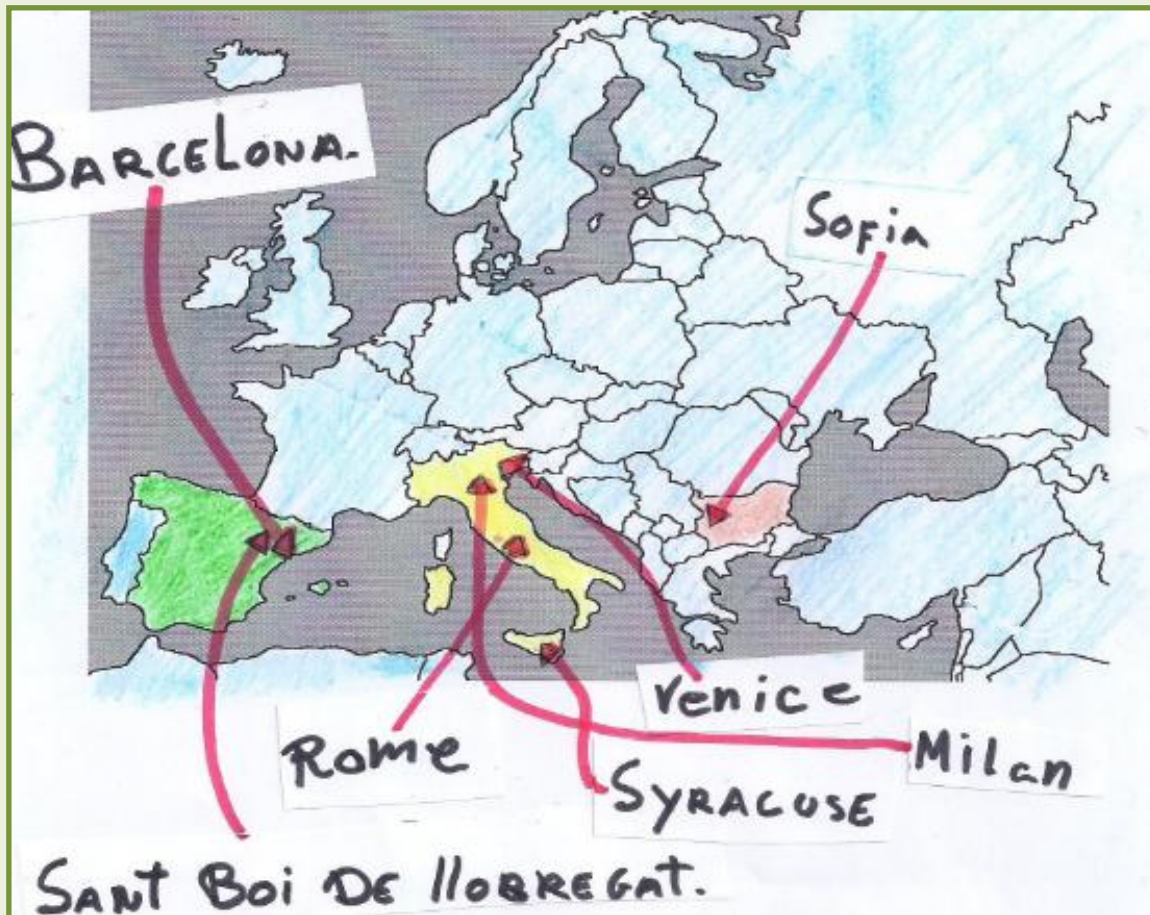 BARCELONA.
SOFIA
venice
Rome
Milan
SYRACUSE
SANT BOI DE llOBREGAT.